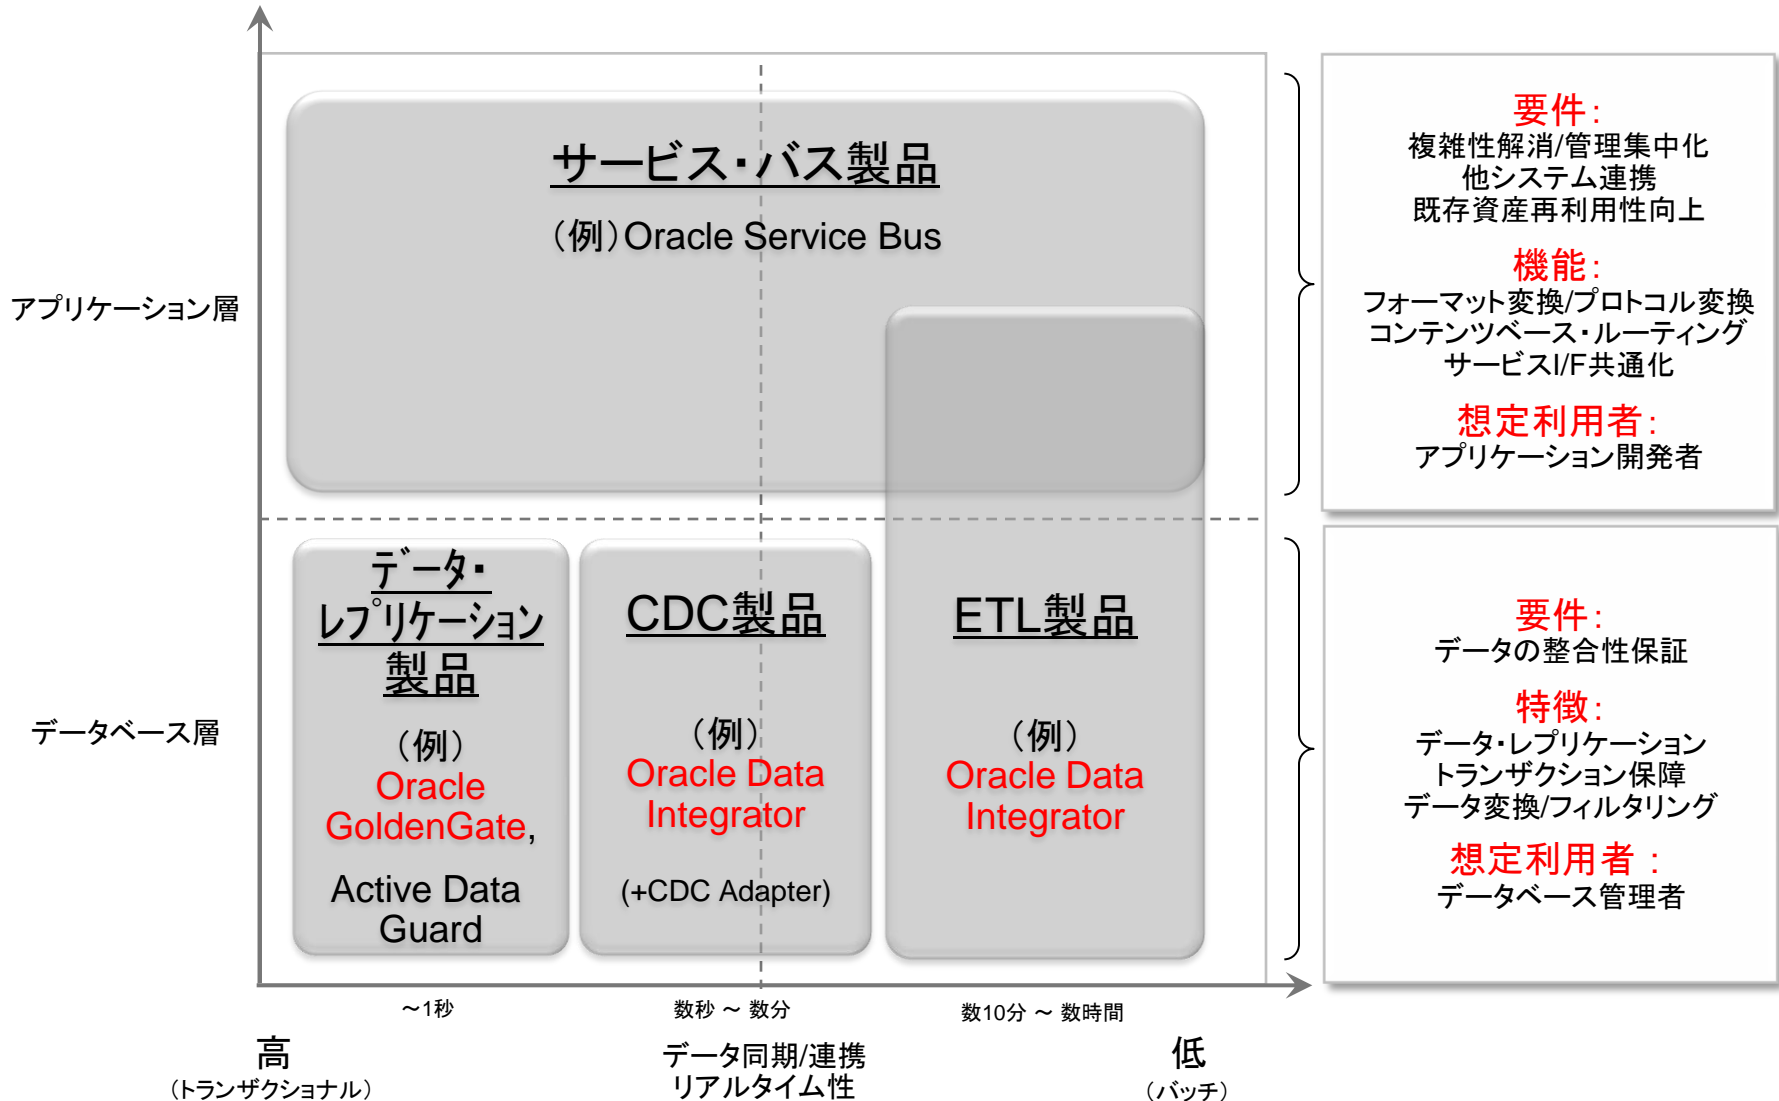 サービス・バス製品
（例）Oracle Service Bus
アプリケーション層
データ・
レプリケーション
製品
（例）
Oracle
GoldenGate,
Active Data
Guard
CDC製品
（例）
Oracle Data
Integrator
(+CDC Adapter)
ETL製品
（例）
Oracle Data
Integrator
データベース層
～1秒
数秒 ～ 数分
数10分 ～ 数時間
高
（トランザクショナル）
データ同期/連携
リアルタイム性
低
（バッチ）
要件：
複雑性解消/管理集中化
他システム連携
既存資産再利用性向上
機能：
フォーマット変換/プロトコル変換
コンテンツベース・ルーティング
サービスI/F共通化
想定利用者：
アプリケーション開発者
要件：
データの整合性保証
特徴：
データ・レプリケーション
トランザクション保障
データ変換/フィルタリング
想定利用者 ：
データベース管理者